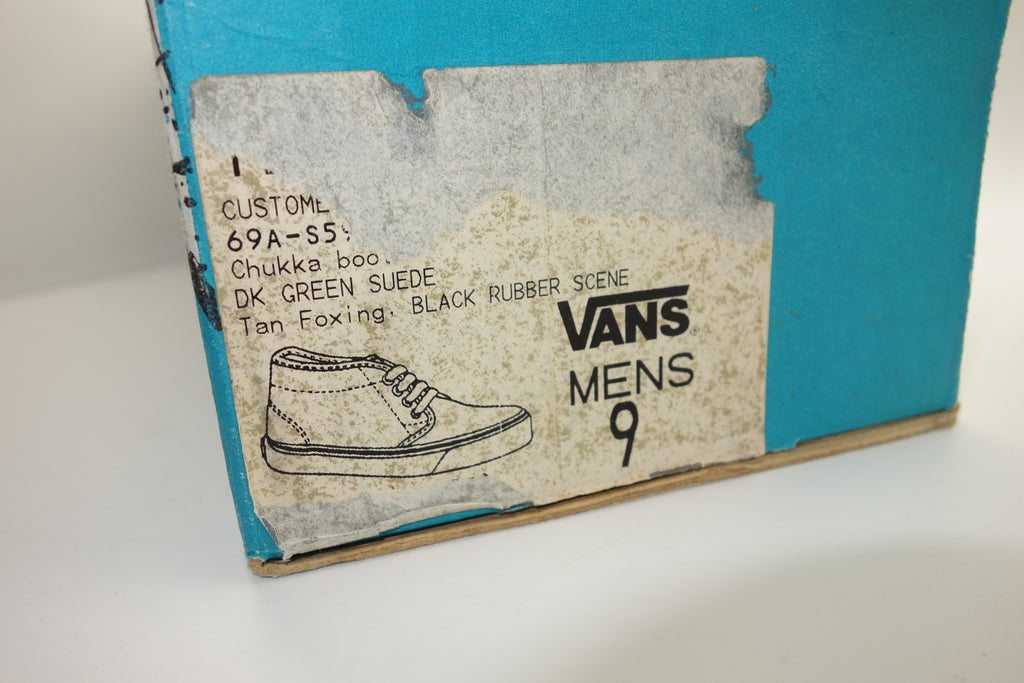 CUSTOME
69A-S5
Chukka boo
DK GREEN SUEDE
Tan Foxing, BLACK RUBBER SCENE
VANS
MENS
9